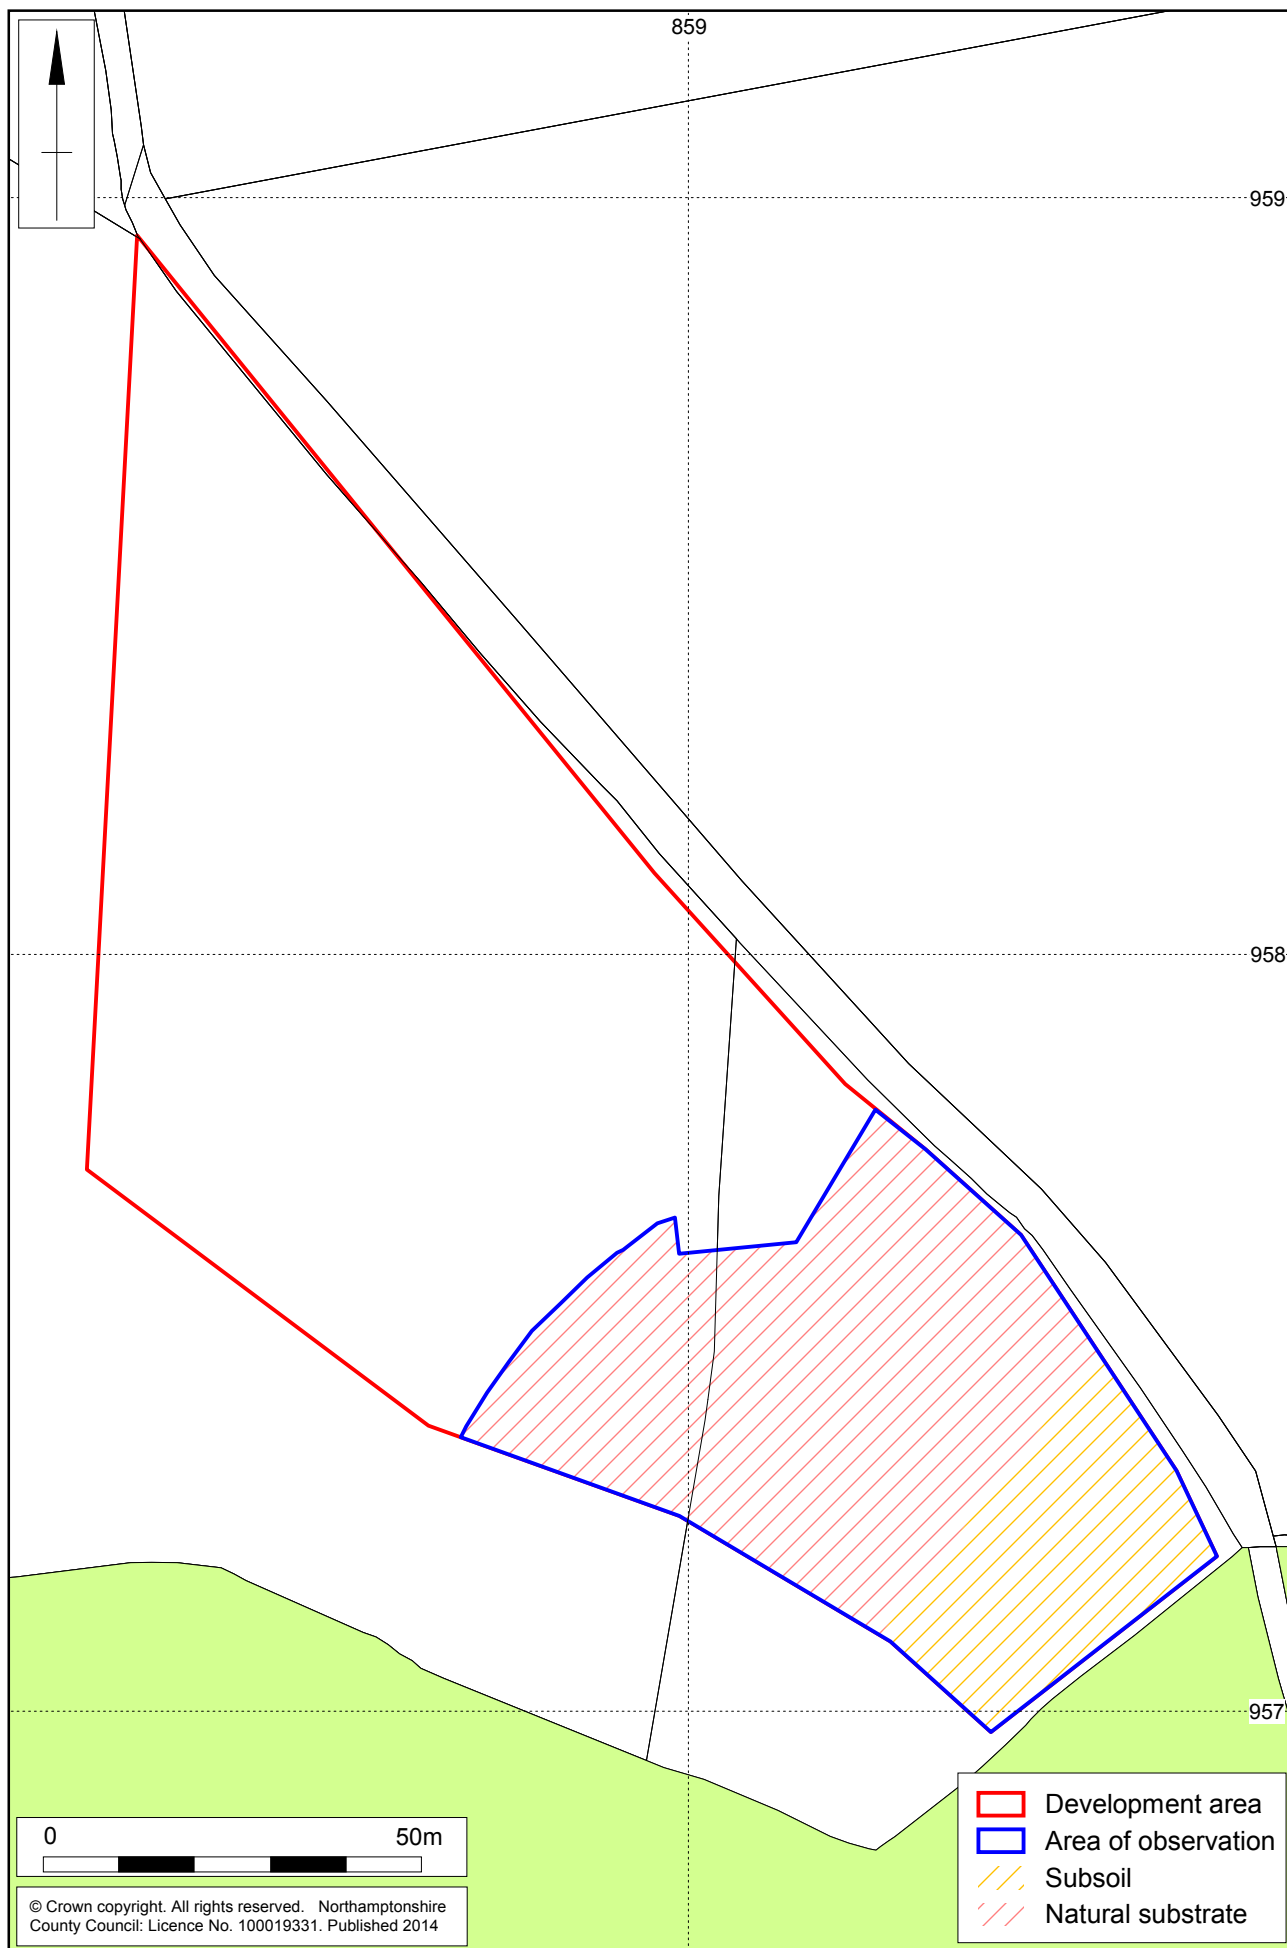 859
959
958
957
0 50m
© Crown copyright. All rights reserved. Northamptonshire
County Council: Licence No. 100019331. Published 2014
Development area
Area of observation
Subsoil
Natural substrate